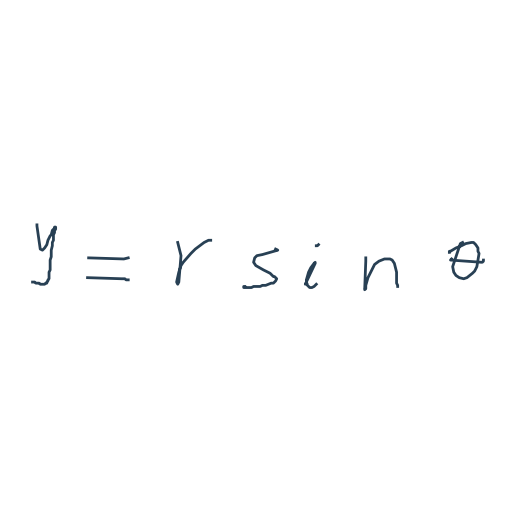 y = r sin θ